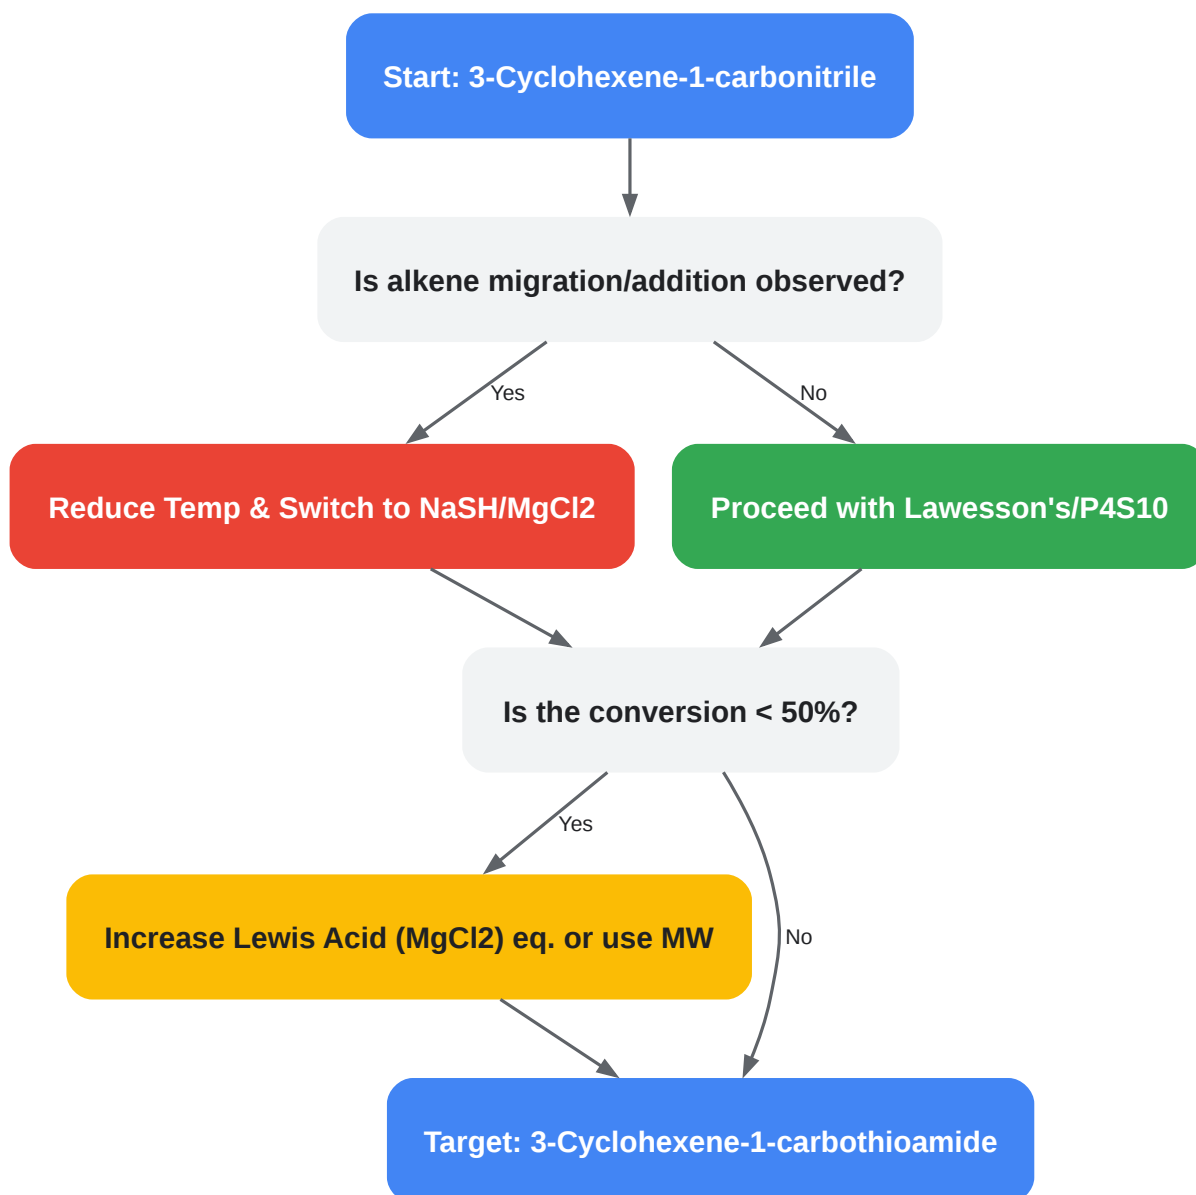 Start: 3-Cyclohexene-1-carbonitrile
Is alkene migration/addition observed?
Yes
No
Reduce Temp & Switch to NaSH/MgCl2
Proceed with Lawesson's/P4S10
Is the conversion < 50%?
Yes
Increase Lewis Acid (MgCl2) eq. or use MW
No
Target: 3-Cyclohexene-1-carbothioamide